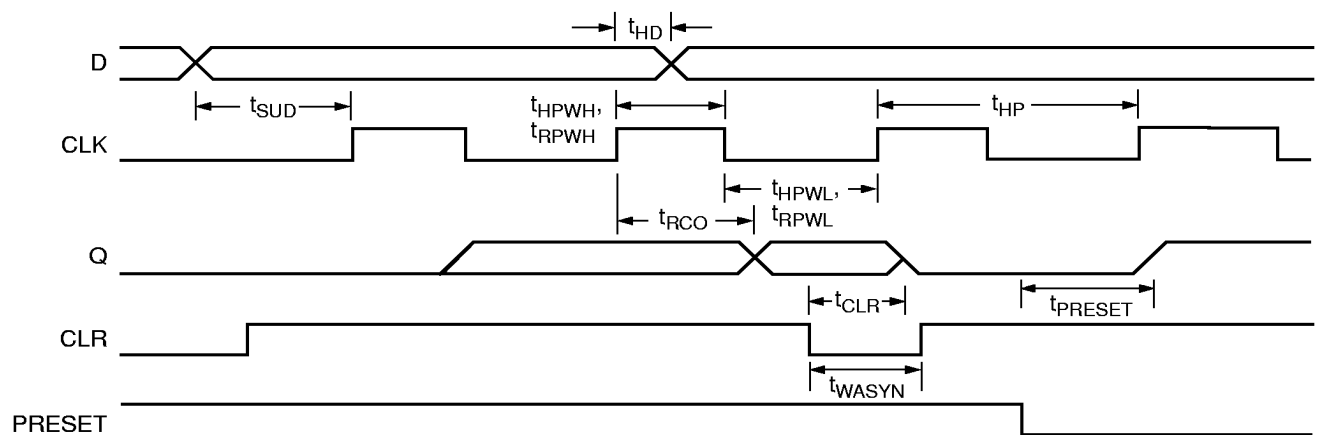 tHD
D
tSUD
tHPWH,
tRPWH
tHP
CLK
tHPWL,
tRPWL
tRCO
Q
tCLR
tPRESET
CLR
tWASYN
PRESET